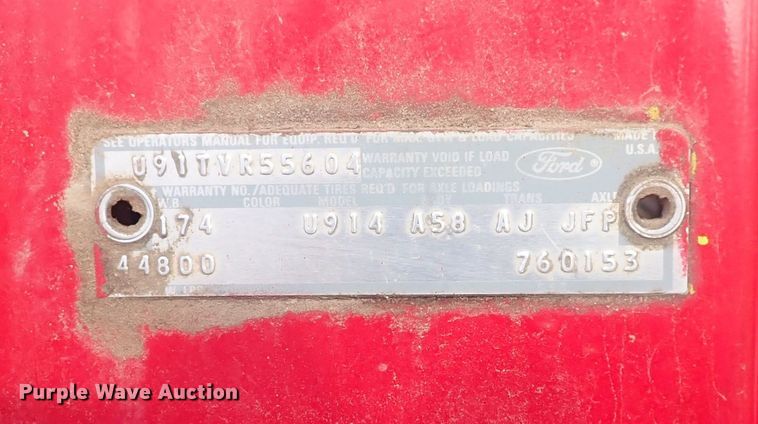 SEE OPERATORS MANUAL FOR EQUIP. REQ'D FOR MAX. GVW & LOAD CAPACITIES MADE IN
U.S.A.
U91TVR55604 WARRANTY VOID IF LOAD
CAPACITY EXCEEDED
Ford
®
WARRANTY NO./ADEQUATE TIRES REQ'D FOR AXLE LOADINGS
W.B. COLOR MODEL BODY TRANS AXLE
174 U914 A58 AJ JFP
44800 760153
Purple Wave Auction